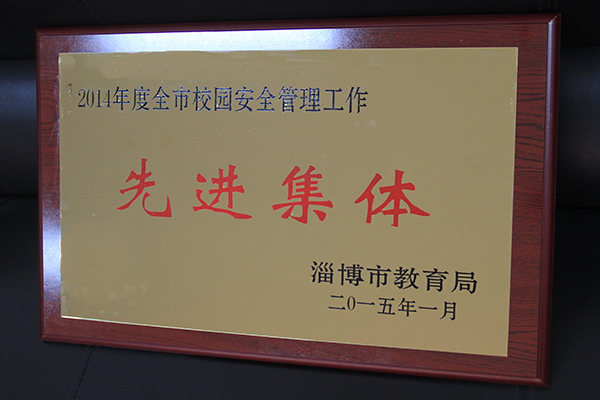 2014年度全市校园安全管理工作
先进集体
淄博市教育局
二0一五年一月